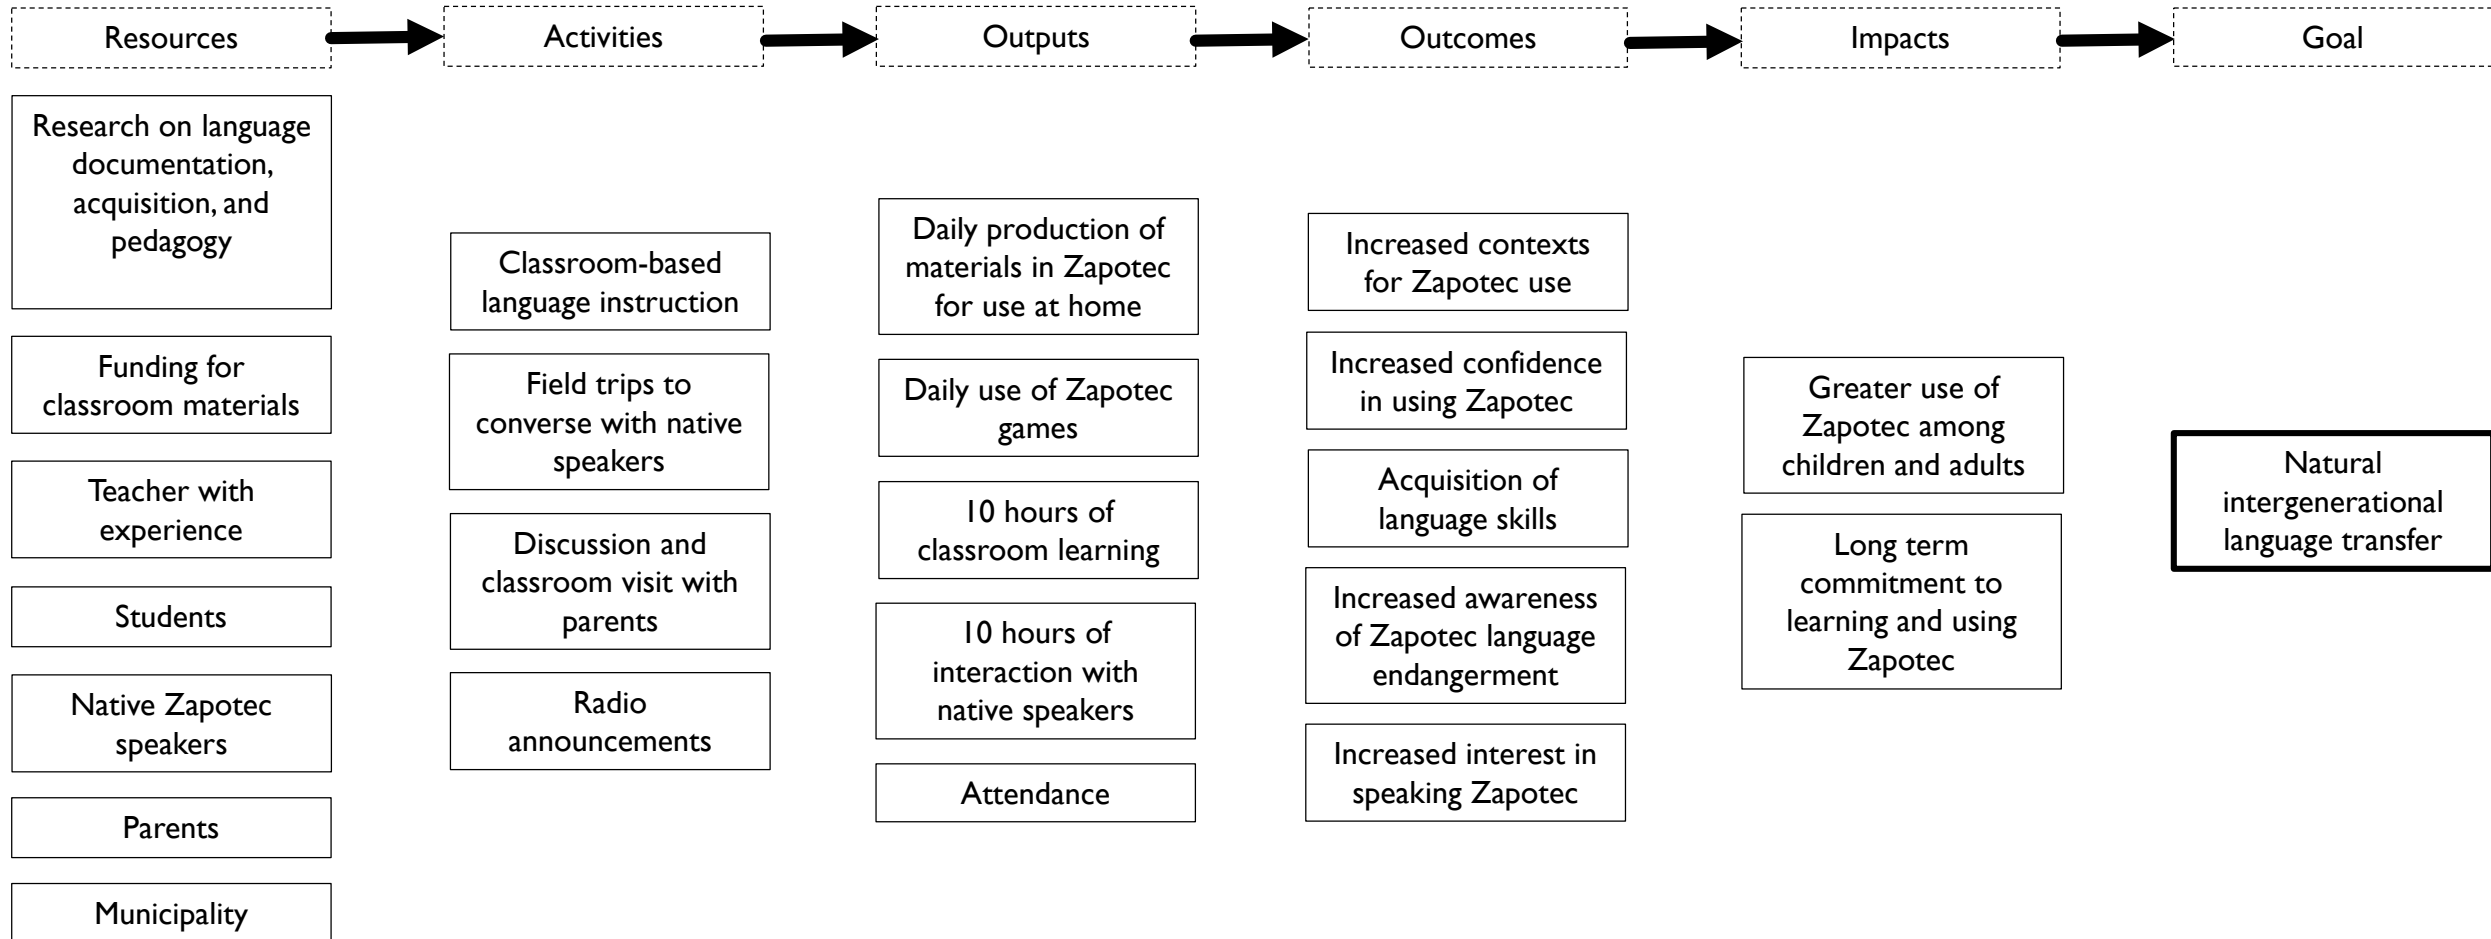 Resources
Activities
Outputs
Outcomes
Impacts
Goal
Research on language
documentation,
acquisition, and
pedagogy
Funding for
classroom materials
Teacher with
experience
Students
Native Zapotec
speakers
Parents
Municipality
Classroom-based
language instruction
Field trips to
converse with native
speakers
Discussion and
classroom visit with
parents
Radio
announcements
Daily production of
materials in Zapotec
for use at home
Daily use of Zapotec
games
10 hours of
classroom learning
10 hours of
interaction with
native speakers
Attendance
Increased contexts
for Zapotec use
Increased confidence
in using Zapotec
Acquisition of
language skills
Increased awareness
of Zapotec language
endangerment
Increased interest in
speaking Zapotec
Greater use of
Zapotec among
children and adults
Long term
commitment to
learning and using
Zapotec
Natural
intergenerational
language transfer